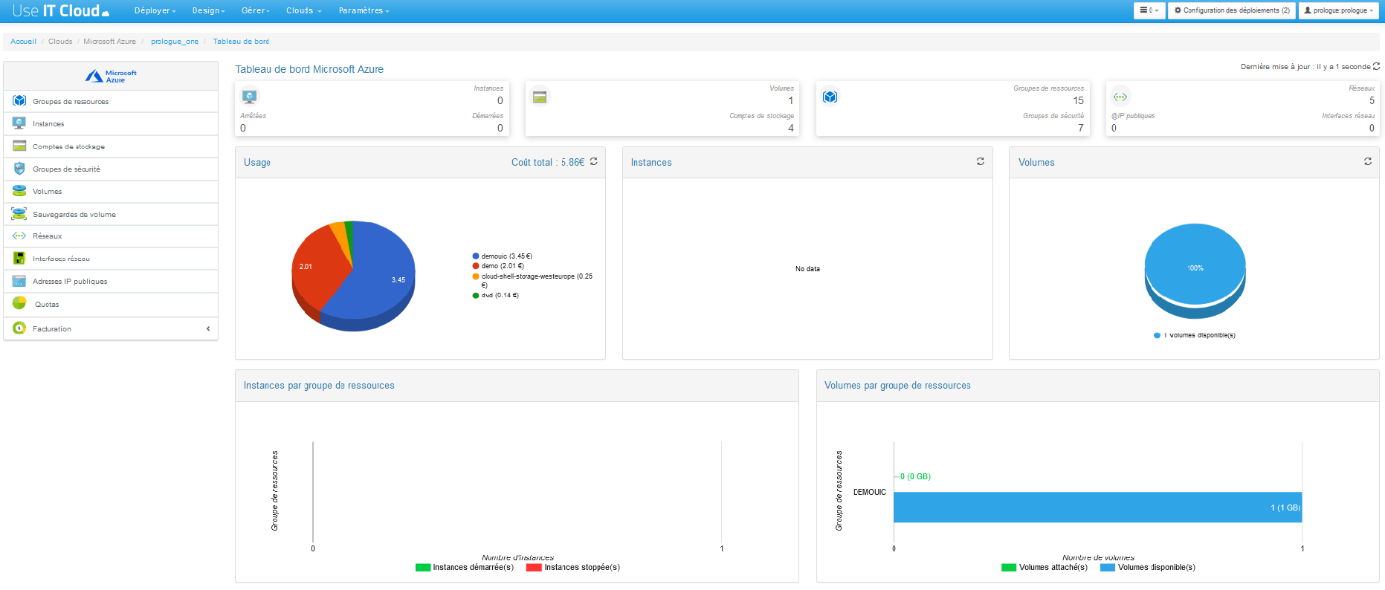 Use IT Cloud
Déployer Design Gérer Clouds Paramètres
Configuration des déploiements (2) prologue.prologue
Accueil / Clouds / Microsoft Azure / prologue_one / Tableau de bord
Microsoft
Azure
Groupes de ressources
Instances
Comptes de stockage
Groupes de sécurité
Volumes
Sauvegardes de volume
Réseaux
Interfaces réseau
Adresses IP publiques
Quotas
Facturation
Tableau de bord Microsoft Azure
Dernière mise à jour : il y a 1 seconde
Instances
0
Arrêtées Démarrées
0 0
Volumes
1
Comptes de stockage
4
Groupes de ressources
15
Groupes de sécurité
7
Réseaux
5
@IP publiques Interfaces réseau
0 0
Usage Coût total : 5.86€
2.01
3.45
demouic (3.45 €)
demo (2.01 €)
cloud-shell-storage-westeurope (0.25
€)
dvd (0.14 €)
Instances
No data
Volumes
100%
1 Volumes disponible(s)
Instances par groupe de ressources
Groupe de ressources
0 1
Nombre d'instances
Instances démarrée(s) Instances stoppée(s)
Volumes par groupe de ressources
Groupe de ressources
0 (0 GB)
DEMOUIC
1 (1 GB)
0 1
Nombre de volumes
Volumes attaché(s) Volumes disponible(s)